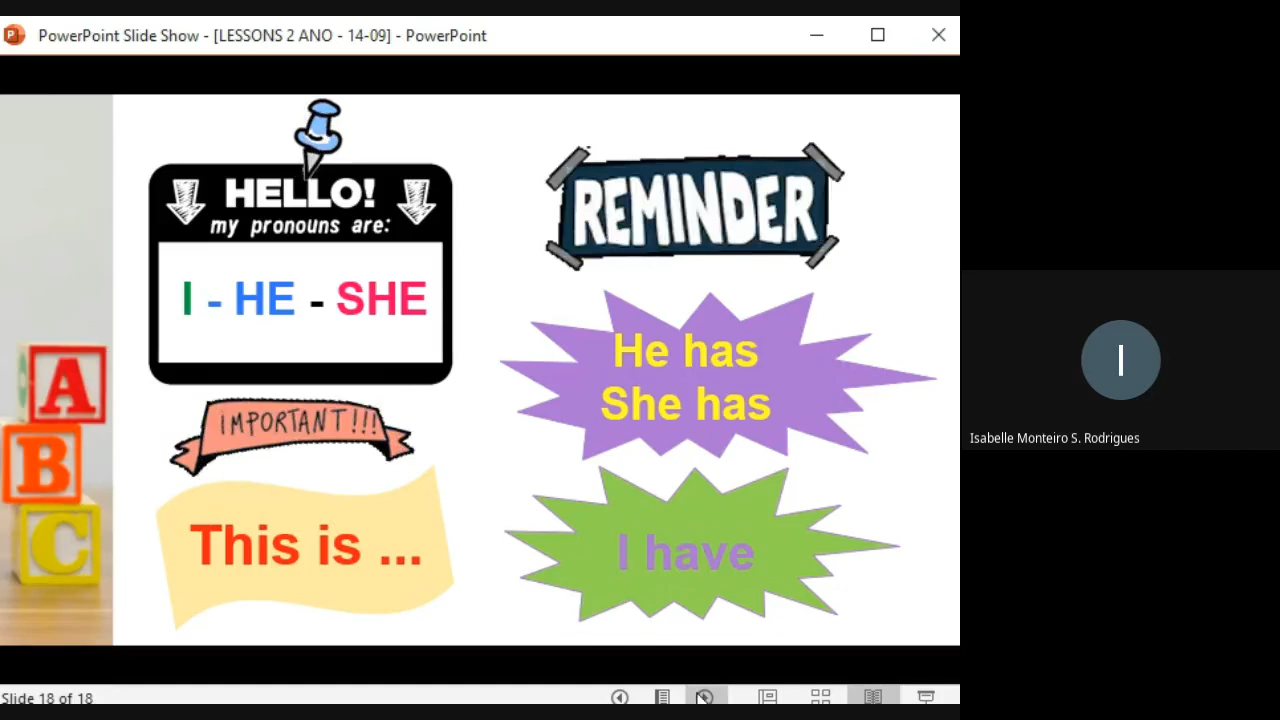 PowerPoint Slide Show - [LESSONS 2 ANO - 14-09] - PowerPoint
HELLO!
my pronouns are:
I - HE - SHE
IMPORTANT!!!
This is ...
REMINDER
He has
She has
I have
A
B
C
Slide 18 of 18
I
Isabelle Monteiro S. Rodrigues